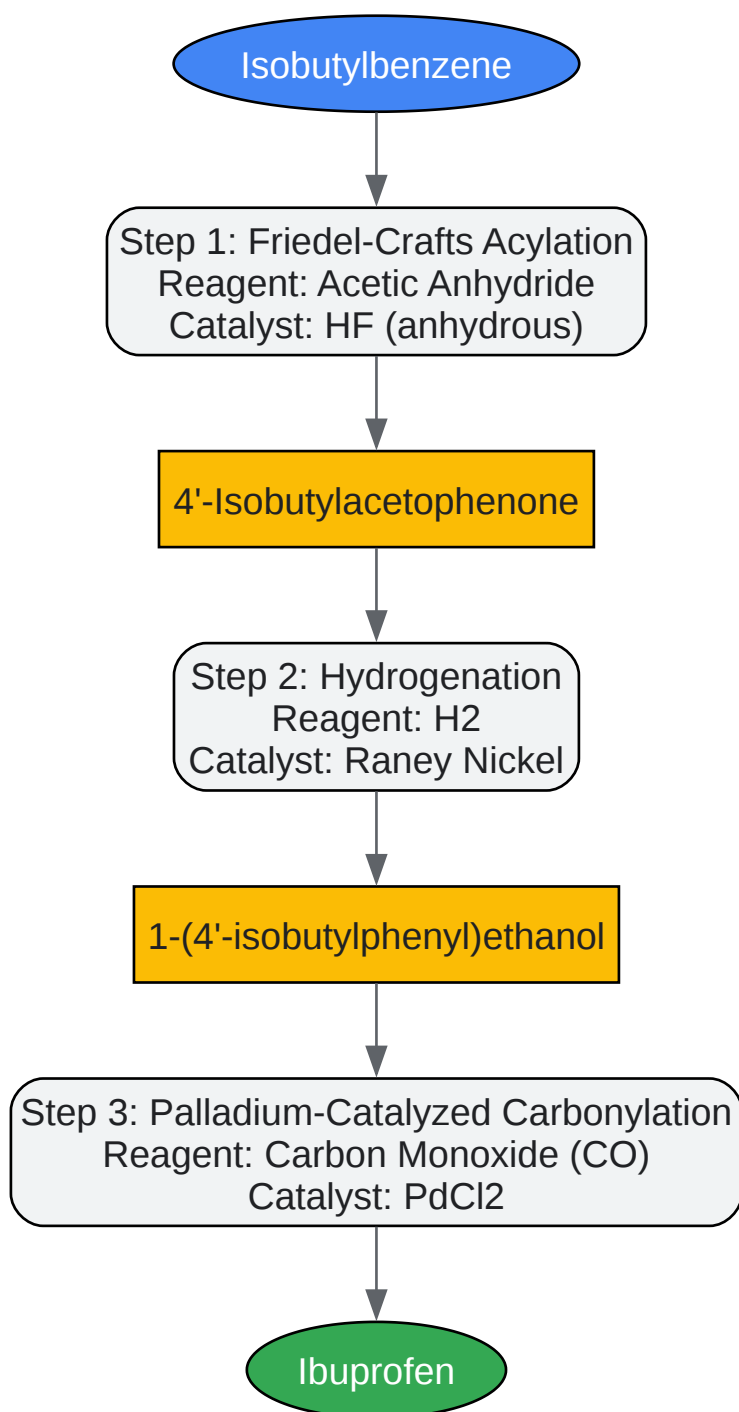 Isobutylbenzene
Step 1: Friedel-Crafts Acylation
Reagent: Acetic Anhydride
Catalyst: HF (anhydrous)
4'-Isobutylacetophenone
Step 2: Hydrogenation
Reagent: H2
Catalyst: Raney Nickel
1-(4'-isobutylphenyl)ethanol
Step 3: Palladium-Catalyzed Carbonylation
Reagent: Carbon Monoxide (CO)
Catalyst: PdCl2
Ibuprofen